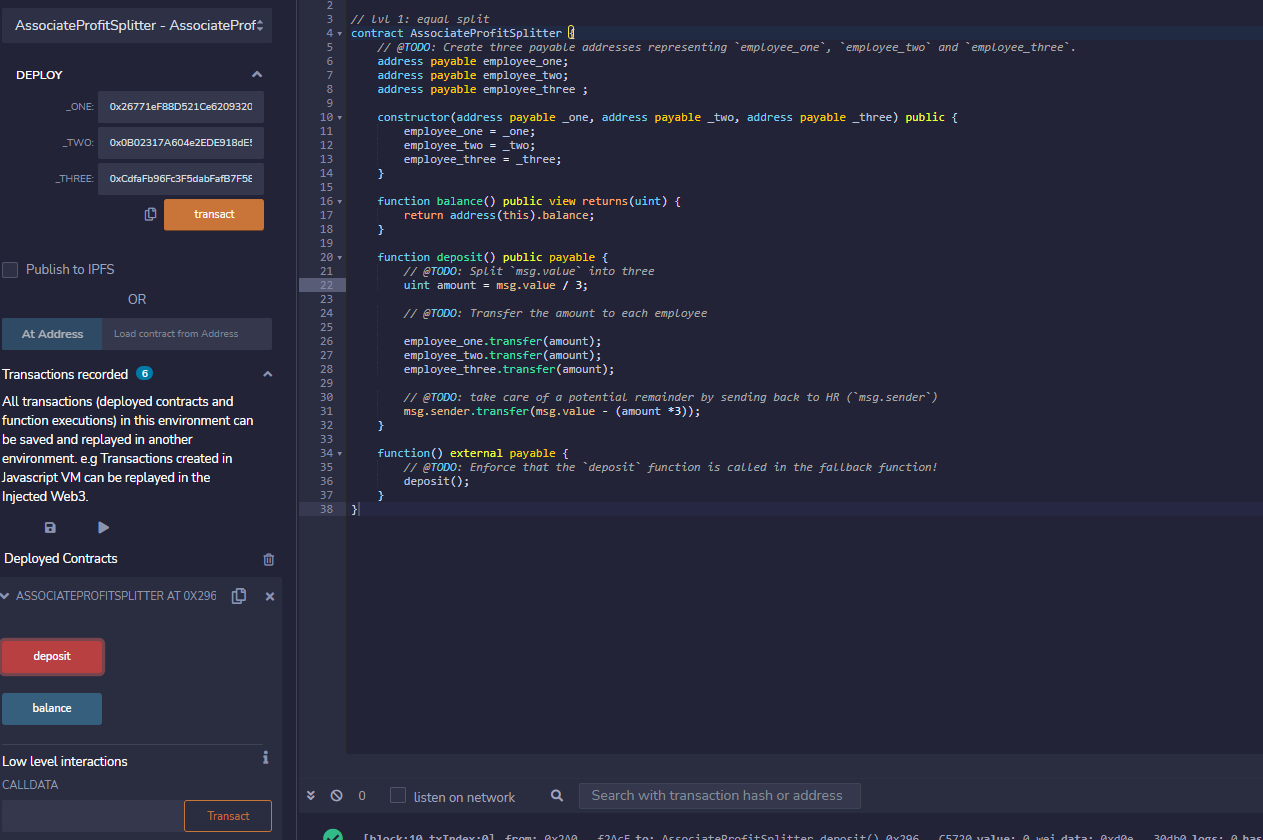 AssociateProfitSplitter - AssociateProf
DEPLOY
_ONE: 0x26771eF88D521Ce6209320
_TWO: 0x0B02317A604e2EDE918dE
_THREE: 0xCdfaFb96Fc3F5dabFafB7F5E
transact
Publish to IPFS
OR
At Address Load contract from Address
Transactions recorded 6
All transactions (deployed contracts and
function executions) in this environment can
be saved and replayed in another
environment. e.g Transactions created in
Javascript VM can be replayed in the
Injected Web3.
Deployed Contracts
ASSOCIATEPROFITSPLITTER AT 0X296
deposit
balance
Low level interactions
i
CALLDATA
Transact
2
3 // lvl 1: equal split
4 contract AssociateProfitSplitter {
5 // @TODO: Create three payable addresses representing `employee_one`, `employee_two` and `employee_three`.
6 address payable employee_one;
7 address payable employee_two;
8 address payable employee_three ;
9
10 constructor(address payable _one, address payable _two, address payable _three) public {
11 employee_one = _one;
12 employee_two = _two;
13 employee_three = _three;
14 }
15
16 function balance() public view returns(uint) {
17 return address(this).balance;
18 }
19
20 function deposit() public payable {
21 // @TODO: Split `msg.value` into three
22 uint amount = msg.value / 3;
23
24 // @TODO: Transfer the amount to each employee
25
26 employee_one.transfer(amount);
27 employee_two.transfer(amount);
28 employee_three.transfer(amount);
29
30 // @TODO: take care of a potential remainder by sending back to HR (`msg.sender`)
31 msg.sender.transfer(msg.value - (amount *3));
32 }
33
34 function() external payable {
35 // @TODO: Enforce that the `deposit` function is called in the fallback function!
36 deposit();
37 }
38 }
0 listen on network Search with transaction hash or address
[block:10 txIndex:0] from: 0x2A0...f2AcF to: AssociateProfitSplitter.deposit() 0x296...C5720 value: 0 wei data: 0xd0e...30db0 logs: 0